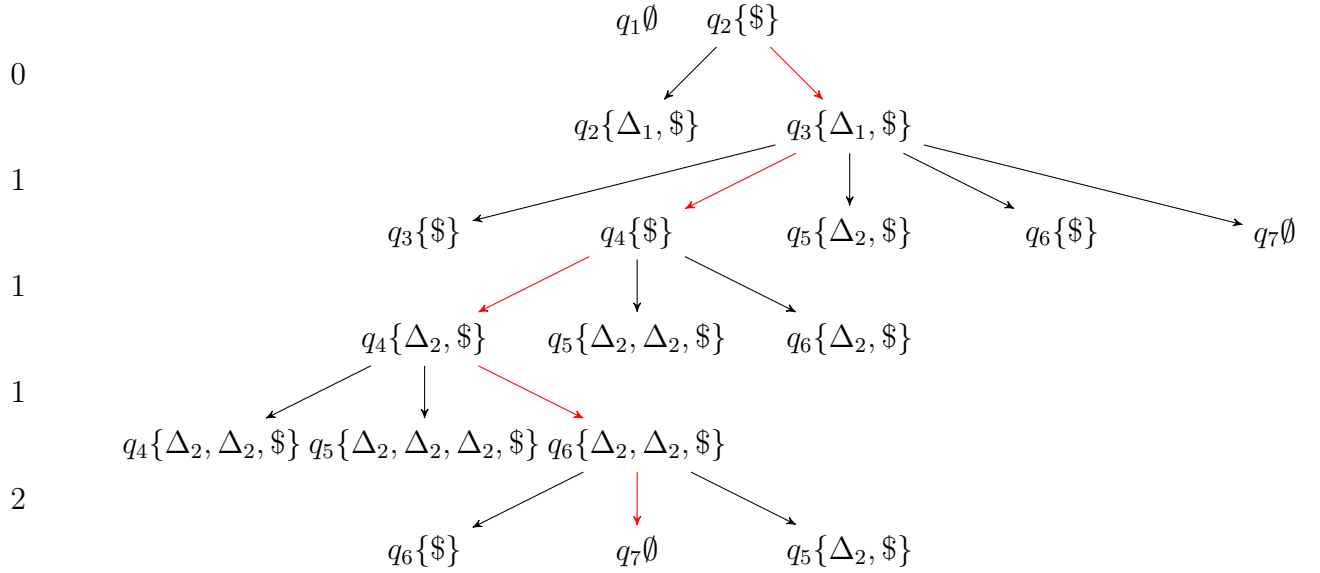 q₁∅ q₂{$}
0
q₂{Δ₁, $} q₃{Δ₁, $}
1
q₃{$} q₄{$} q₅{Δ₂, $} q₆{$} q₇∅
1
q₄{Δ₂, $} q₅{Δ₂, Δ₂, $} q₆{Δ₂, $}
1
q₄{Δ₂, Δ₂, $} q₅{Δ₂, Δ₂, Δ₂, $} q₆{Δ₂, Δ₂, $}
2
q₆{$} q₇∅ q₅{Δ₂, $}